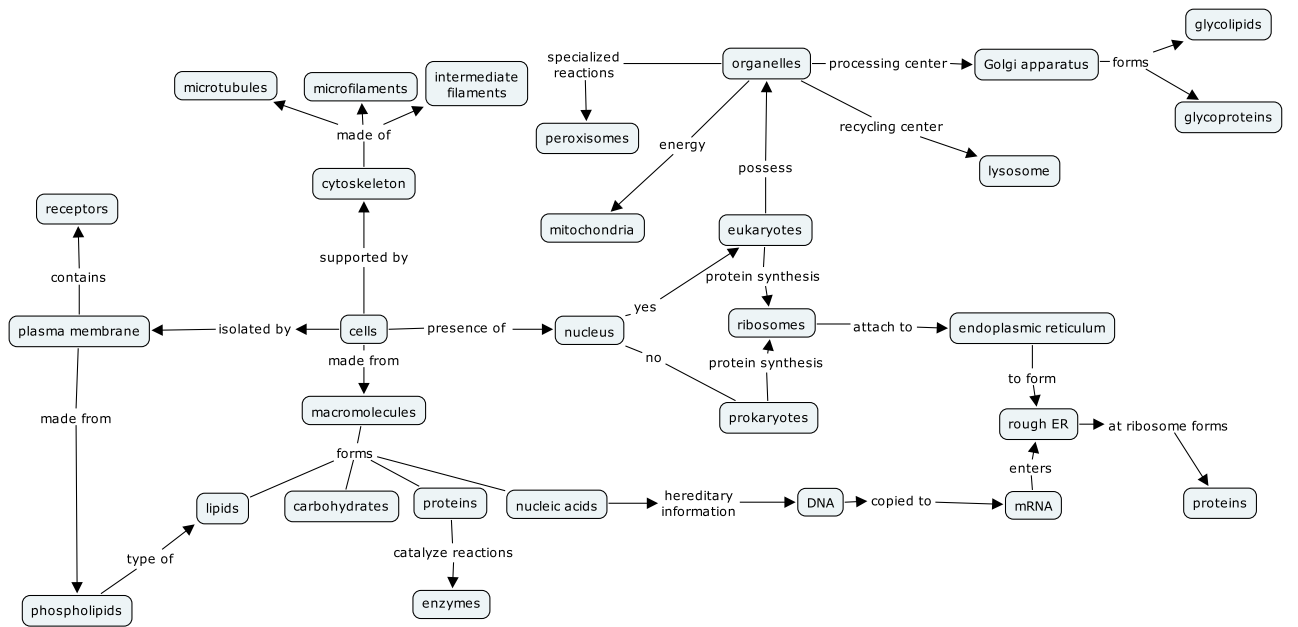 glycolipids
specialized
reactions
organelles
processing center
Golgi apparatus
forms
microtubules
microfilaments
intermediate
filaments
glycoproteins
made of
peroxisomes
energy
recycling center
possess
lysosome
cytoskeleton
receptors
mitochondria
eukaryotes
supported by
contains
protein synthesis
yes
plasma membrane
isolated by
cells
presence of
nucleus
ribosomes
attach to
endoplasmic reticulum
made from
no
protein synthesis
to form
macromolecules
made from
prokaryotes
rough ER
at ribosome forms
forms
enters
lipids
carbohydrates
proteins
nucleic acids
hereditary
information
DNA
copied to
mRNA
proteins
type of
catalyze reactions
phospholipids
enzymes